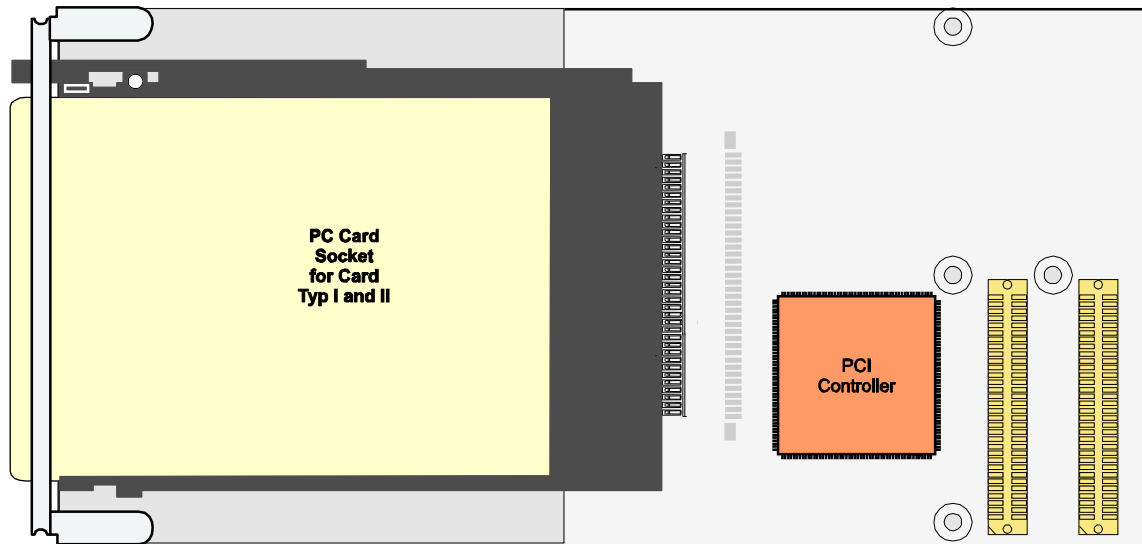 PC Card
Socket
for Card
Typ I and II
PCI
Controller